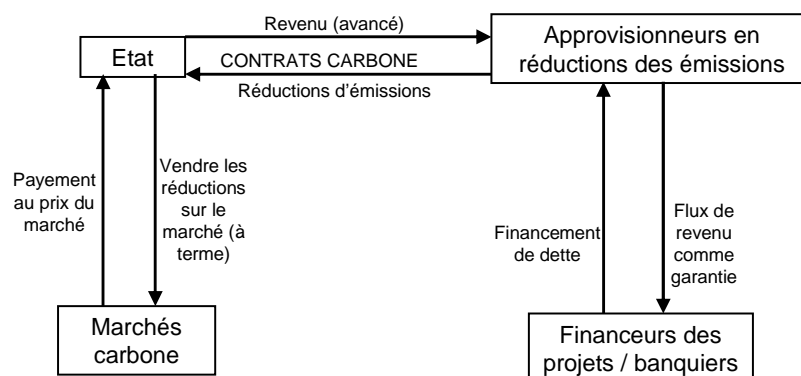 Revenu (avancé)
Etat
CONTRATS CARBONE
Réductions d’émissions
Approvisionneurs en
réductions des émissions
Payement
au prix du
marché
Vendre les
réductions
sur le
marché (à
terme)
Financement
de dette
Flux de
revenu
comme
garantie
Marchés
carbone
Financeurs des
projets / banquiers